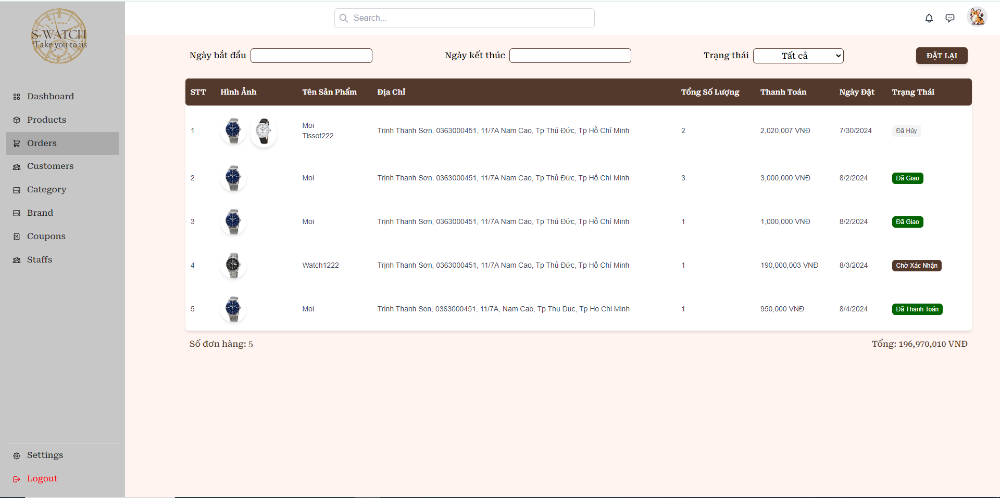 S-WATCH
Take you to us
Search...
Dashboard
Products
Orders
Customers
Category
Brand
Coupons
Staffs
Settings
Logout
Ngày bắt đầu
Ngày kết thúc
Trạng thái Tất cả
ĐẶT LẠI
STT Hình Ảnh Tên Sản Phẩm Địa Chỉ Tổng Số Lượng Thanh Toán Ngày Đặt Trạng Thái
1 Moi Tissot222 Trịnh Thanh Sơn, 0363000451, 11/7A Nam Cao, Tp Thủ Đức, Tp Hồ Chí Minh 2 2,020,007 VNĐ 7/30/2024 Đã Hủy
2 Moi Trịnh Thanh Sơn, 0363000451, 11/7A Nam Cao, Tp Thủ Đức, Tp Hồ Chí Minh 3 3,000,000 VNĐ 8/2/2024 Đã Giao
3 Moi Trịnh Thanh Sơn, 0363000451, 11/7A Nam Cao, Tp Thủ Đức, Tp Hồ Chí Minh 1 1,000,000 VNĐ 8/2/2024 Đã Giao
4 Watch1222 Trịnh Thanh Sơn, 0363000451, 11/7A Nam Cao, Tp Thủ Đức, Tp Hồ Chí Minh 1 190,000,003 VNĐ 8/3/2024 Chờ Xác Nhận
5 Moi Trinh Thanh Son, 0363000451, 11/7A, Nam Cao, Tp Thu Duc, Tp Ho Chi Minh 1 950,000 VNĐ 8/4/2024 Đã Thanh Toán
Số đơn hàng: 5
Tổng: 196,970,010 VNĐ